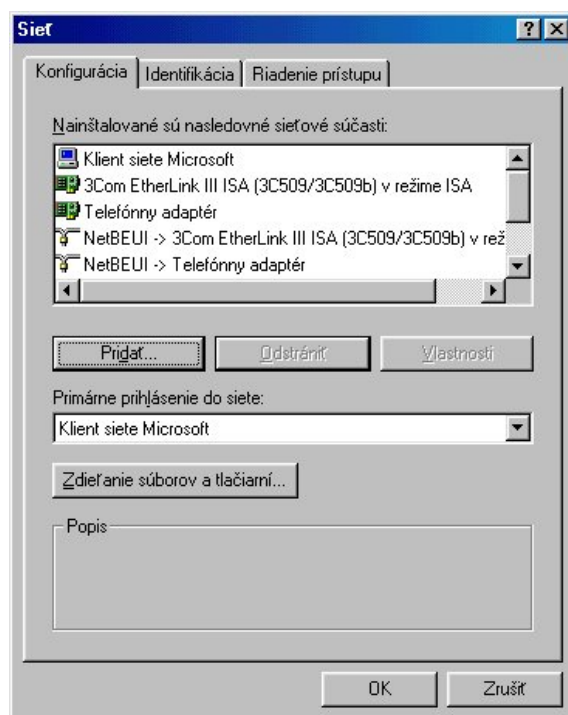 Sieť
Konfigurácia
Identifikácia
Riadenie prístupu
Nainštalované sú nasledovné sieťové súčasti:
Klient siete Microsoft
3Com EtherLink III ISA (3C509/3C509b) v režime ISA
Telefónny adaptér
NetBEUI -> 3Com EtherLink III ISA (3C509/3C509b) v rež
NetBEUI -> Telefónny adaptér
Pridať...
Odstrániť
Vlastnosti
Primárne prihlásenie do siete:
Klient siete Microsoft
Zdieľanie súborov a tlačiarní...
Popis
OK
Zrušiť